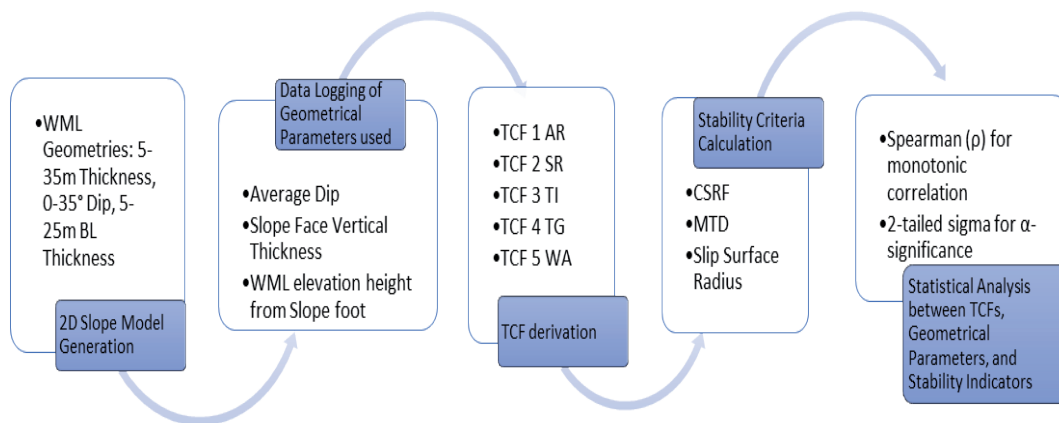 •WML
Geometries: 5-
35m Thickness,
0-35° Dip, 5-
25m BL
Thickness
2D Slope Model
Generation
Data Logging of
Geometrical
Parameters used
•Average Dip
•Slope Face Vertical
Thickness
•WML elevation height
from Slope foot
•TCF 1 AR
•TCF 2 SR
•TCF 3 TI
•TCF 4 TG
•TCF 5 WA
TCF derivation
Stability Criteria
Calculation
•CSRF
•MTD
•Slip Surface
Radius
•Spearman (ρ) for
monotonic
correlation
•2-tailed sigma for α-
significance
Statistical Analysis
between TCFs,
Geometrical
Parameters, and
Stability Indicators